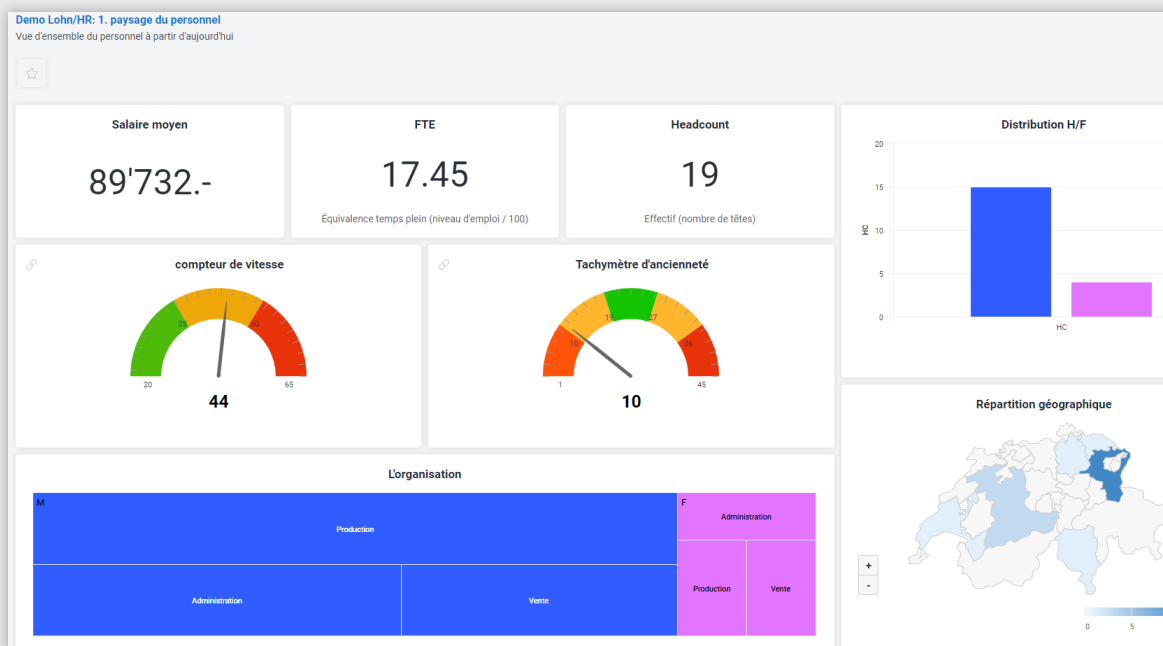 Demo Lohn/HR: 1. paysage du personnel
Vue d'ensemble du personnel à partir d'aujourd'hui
Salaire moyen
89'732.-
FTE
17.45
Équivalence temps plein (niveau d'emploi / 100)
Headcount
19
Effectif (nombre de têtes)
Distribution H/F
20
15
10
5
0
HC
HC
compteur de vitesse
35
50
20
65
44
Tachymètre d'ancienneté
19
27
10
36
1
45
10
Répartition géographique
+
-
0
5
L'organisation
M
Production
Administration
Vente
F
Administration
Production
Vente